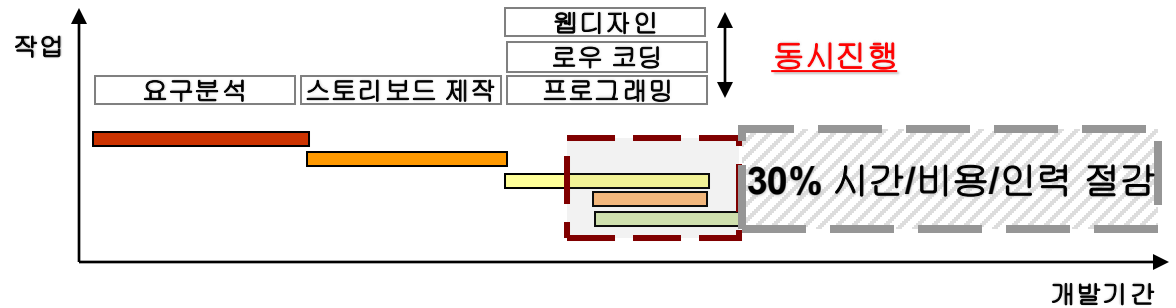 작업
웹디자인
로우 코딩
요구분석
스토리보드 제작
프로그래밍
동시진행
30% 시간/비용/인력 절감
개발기간